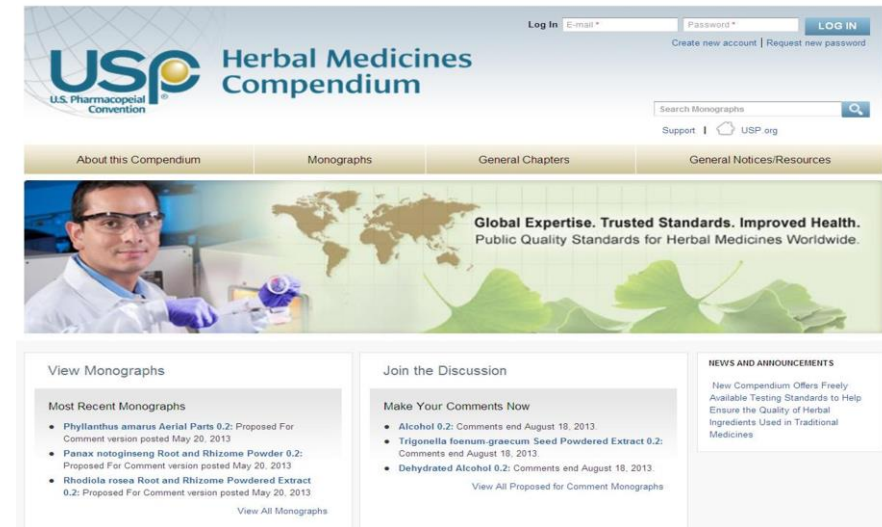 Log In E-mail * Password * LOG IN
Create new account | Request new password
USP
U.S. Pharmacopeial
Convention
®
Herbal Medicines
Compendium
Search Monographs
Support | USP.org
About this Compendium Monographs General Chapters General Notices/Resources
Global Expertise. Trusted Standards. Improved Health.
Public Quality Standards for Herbal Medicines Worldwide.
View Monographs
Most Recent Monographs
• Phyllanthus amarus Aerial Parts 0.2: Proposed For
Comment version posted May 20, 2013
• Panax notoginseng Root and Rhizome Powder 0.2:
Proposed For Comment version posted May 20, 2013
• Rhodiola rosea Root and Rhizome Powdered Extract
0.2: Proposed For Comment version posted May 20, 2013
View All Monographs
Join the Discussion
Make Your Comments Now
• Alcohol 0.2: Comments end August 18, 2013.
• Trigonella foenum-graecum Seed Powdered Extract 0.2:
Comments end August 18, 2013.
• Dehydrated Alcohol 0.2: Comments end August 18, 2013.
View All Proposed for Comment Monographs
NEWS AND ANNOUNCEMENTS
New Compendium Offers Freely
Available Testing Standards to Help
Ensure the Quality of Herbal
Ingredients Used in Traditional
Medicines